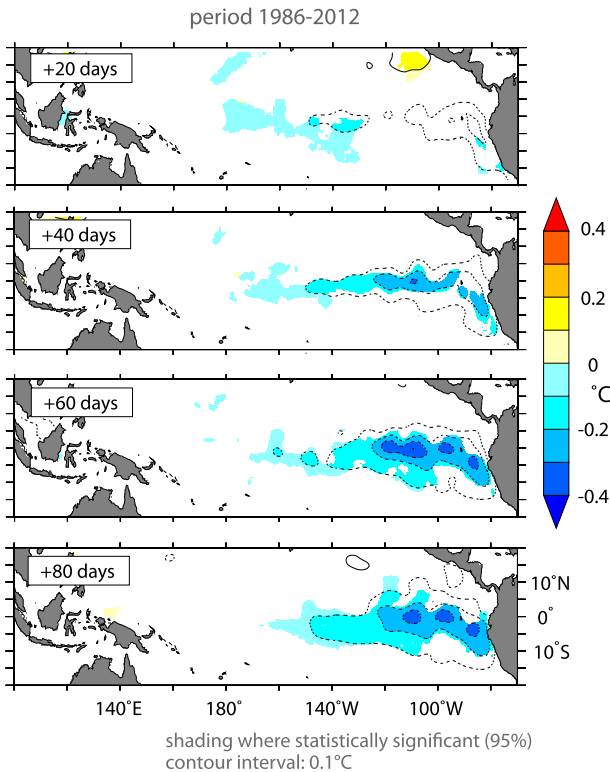 period 1986-2012
+20 days
+40 days
0.4
0.2
0
˚C
-0.2
-0.4
+60 days
+80 days
10˚N
0˚
10˚S
140˚E 180˚ 140˚W 100˚W
shading where statistically significant (95%)
contour interval: 0.1˚C